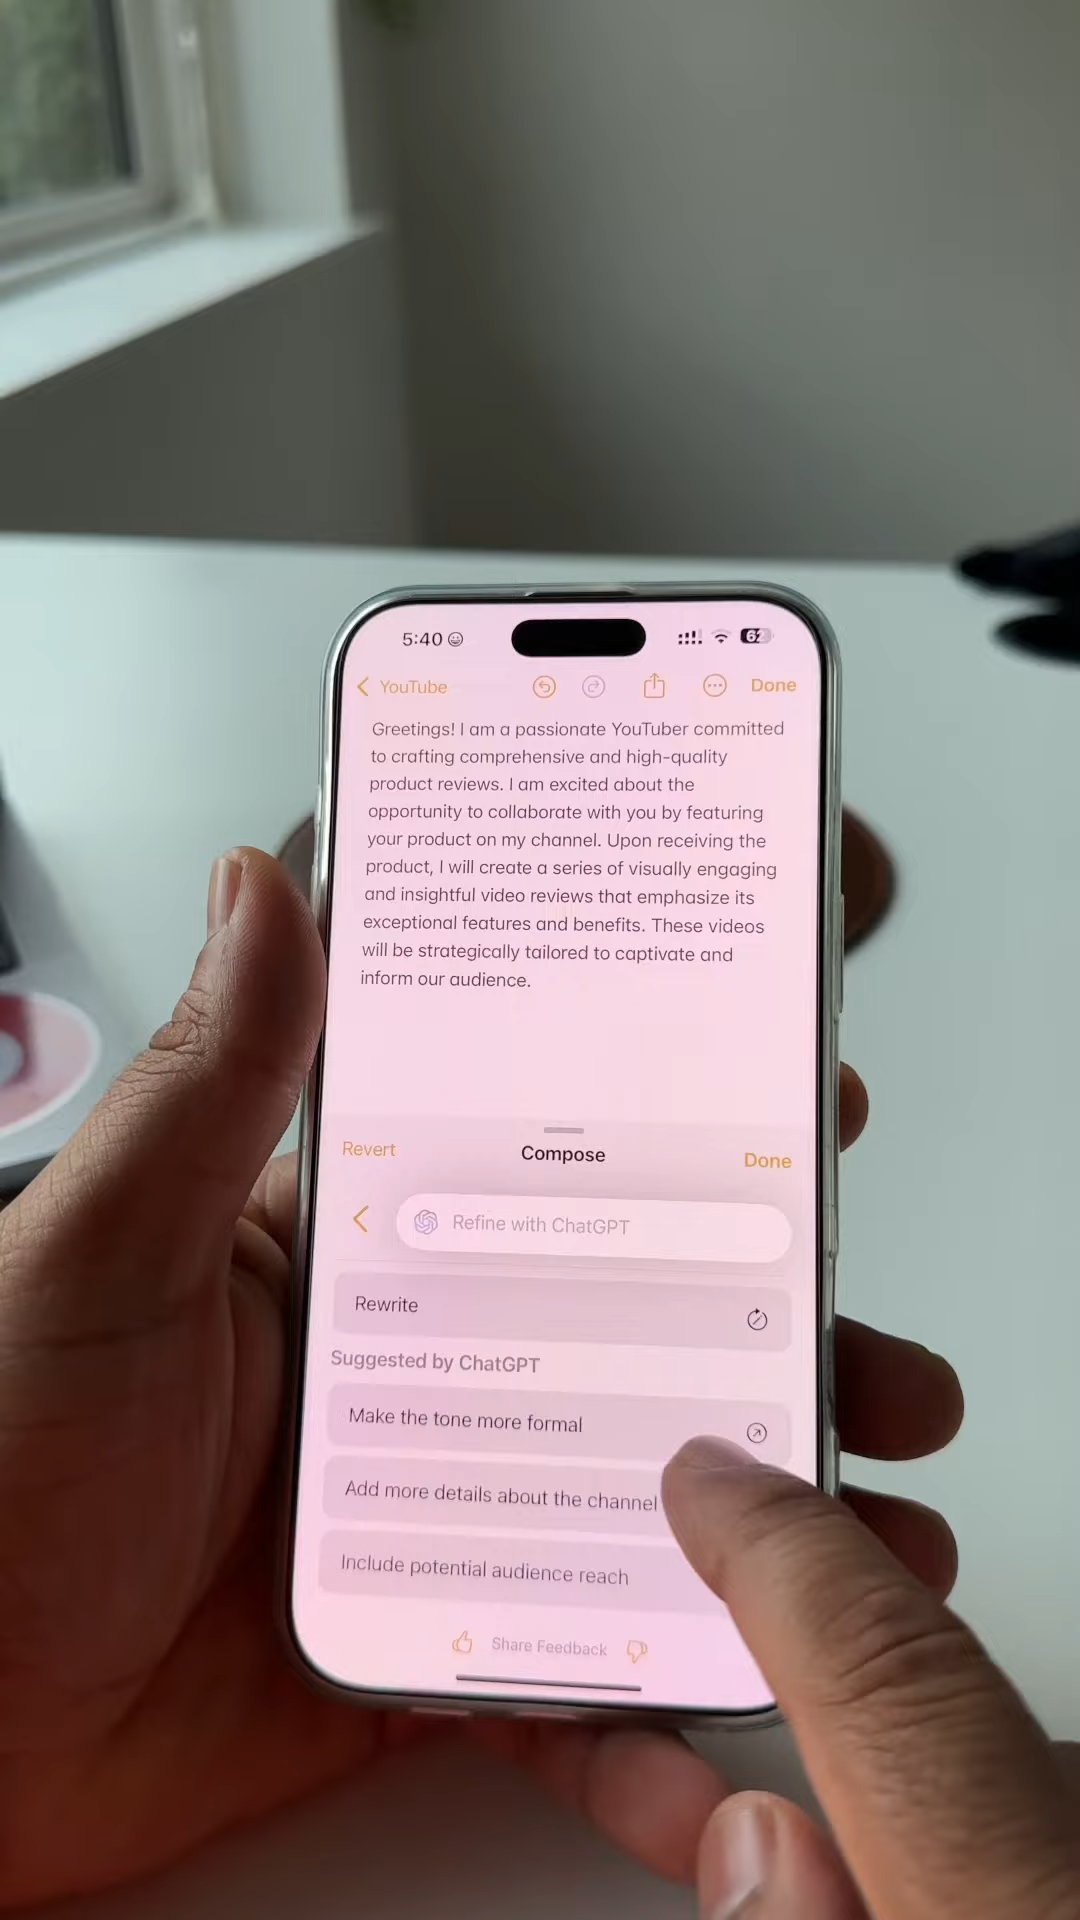 5:40
62
YouTube
Done
Greetings! I am a passionate YouTuber committed
to crafting comprehensive and high-quality
product reviews. I am excited about the
opportunity to collaborate with you by featuring
your product on my channel. Upon receiving the
product, I will create a series of visually engaging
and insightful video reviews that emphasize its
exceptional features and benefits. These videos
will be strategically tailored to captivate and
inform our audience.
Revert
Compose
Done
Refine with ChatGPT
Rewrite
Suggested by ChatGPT
Make the tone more formal
Add more details about the channel
Include potential audience reach
Share Feedback